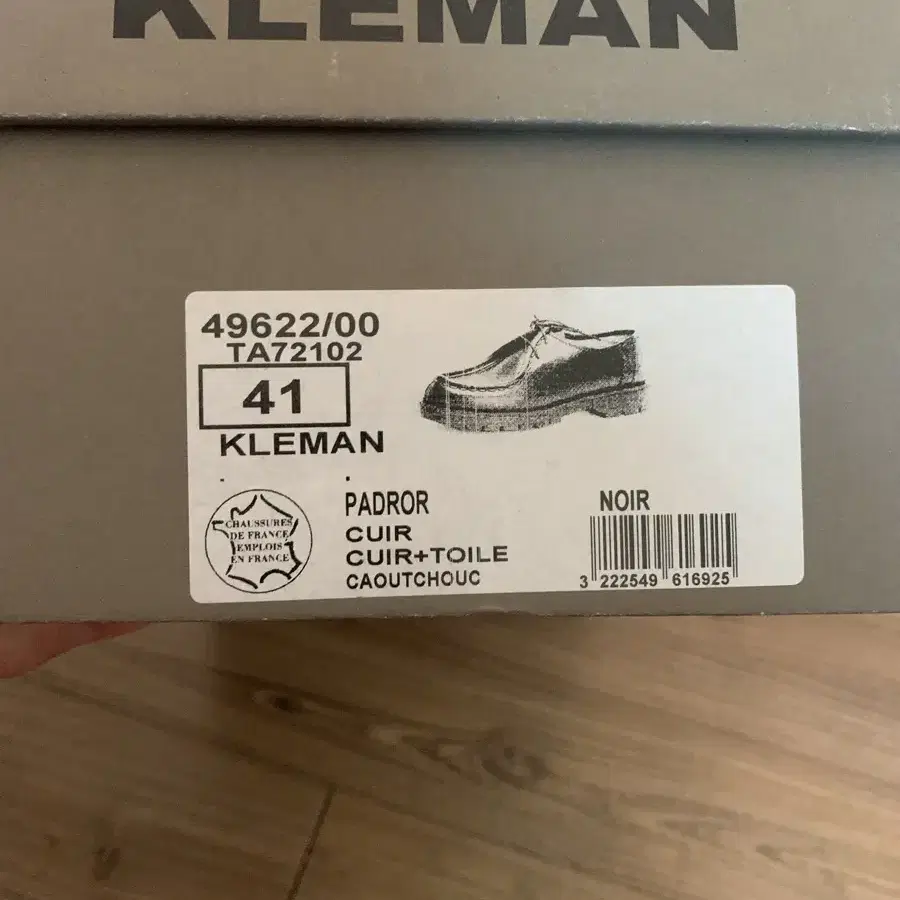 KLEMAN
49622/00
TA72102
41
KLEMAN
CHAUSSURES
DE FRANCE
EMPLOIS
EN FRANCE
PADROR
CUIR
CUIR+TOILE
CAOUTCHOUC
NOIR
3 222549 616925